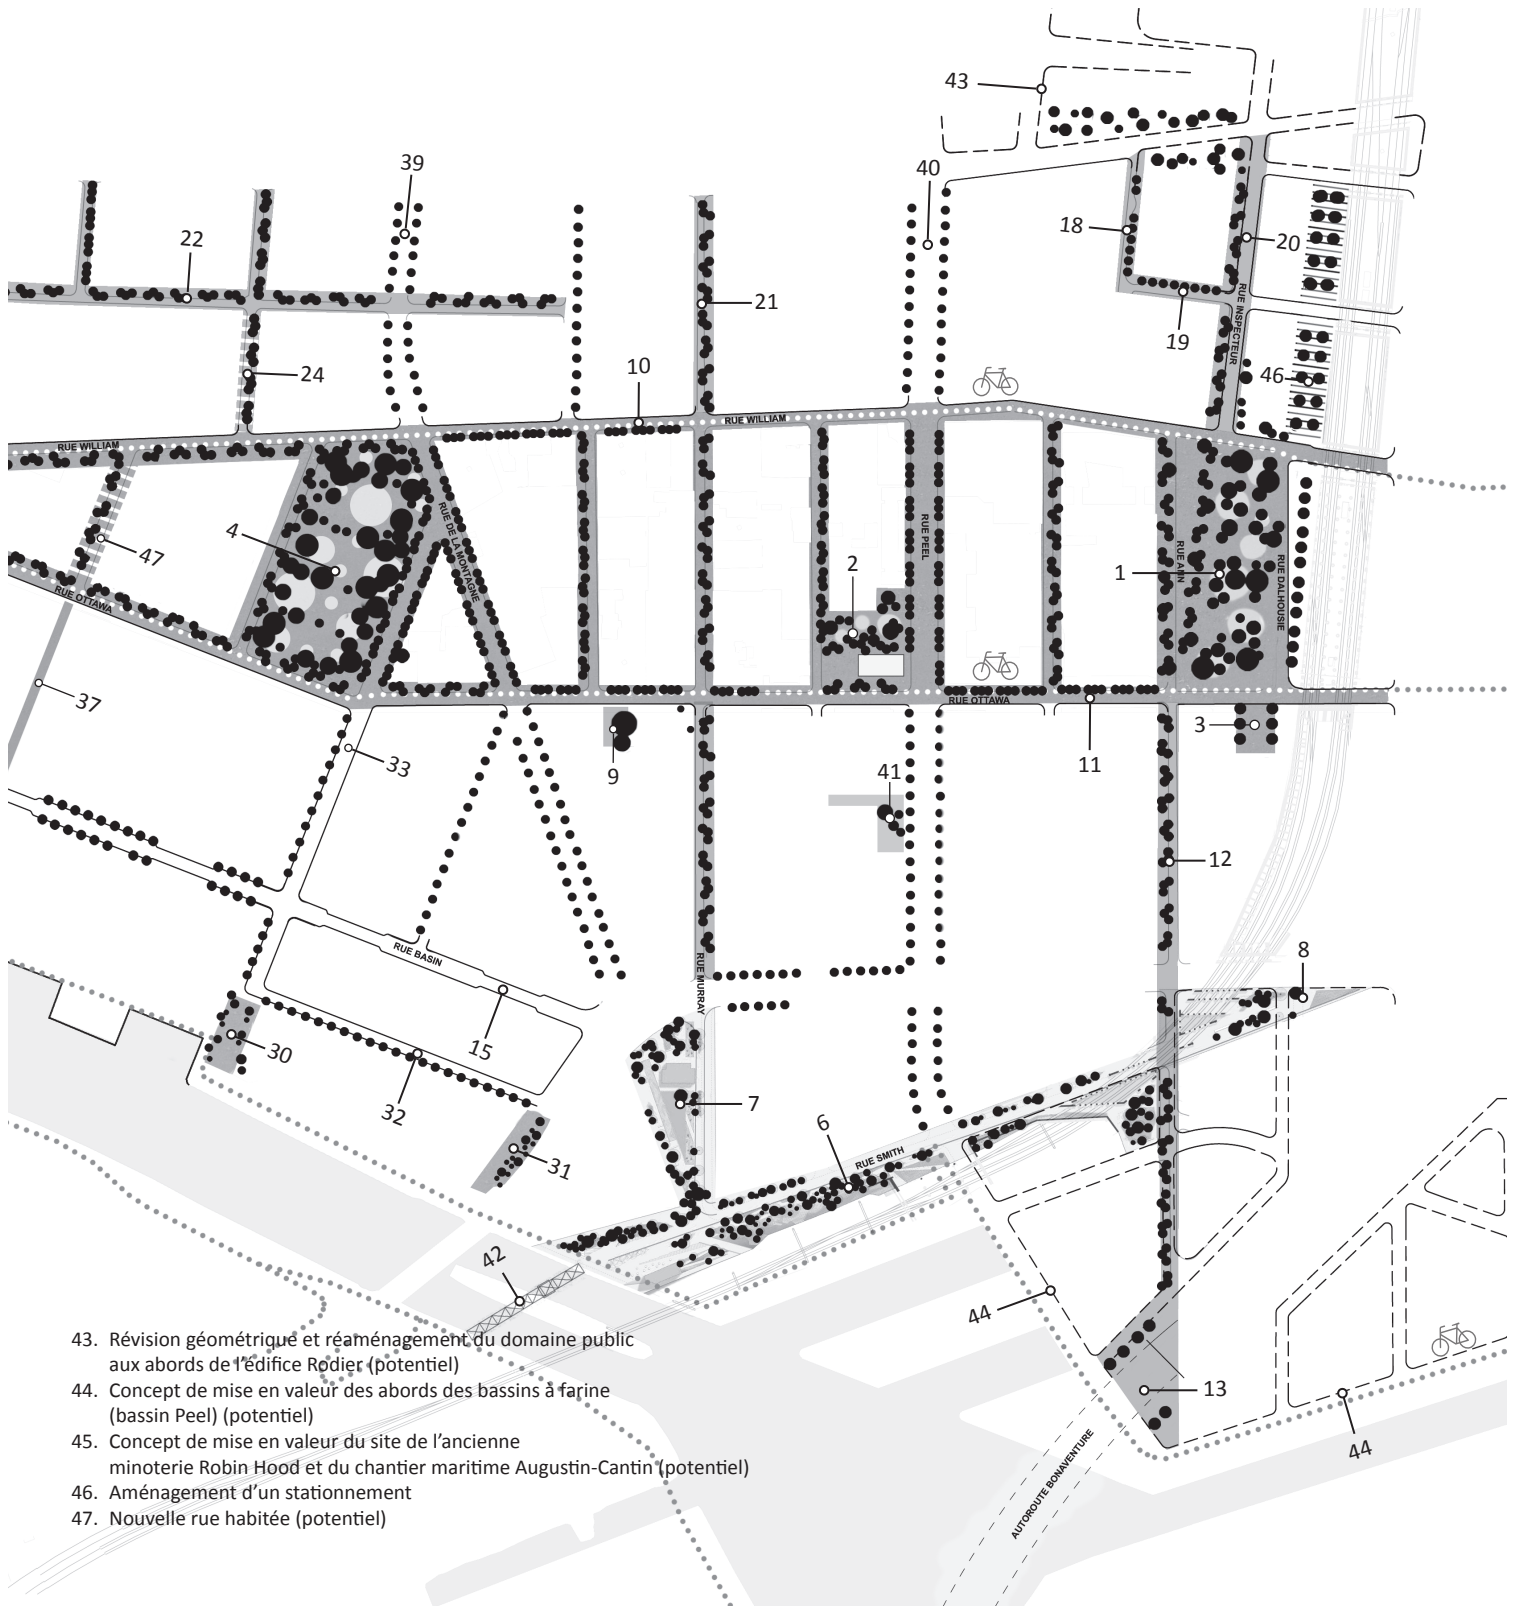 43
39
40
22
18
20
21
19
RUE INSPECTEUR
24
10
46
RUE WILLIAM
RUE WILLIAM
4
47
RUE DE LA MONTAGNE
RUE PEEL
2
1
RUE ANN
RUE DALHOUSIE
RUE OTTAWA
37
33
9
41
RUE OTTAWA
11
3
12
RUE BASIN
RUE MURRAY
8
15
30
32
7
6
31
RUE SMITH
42
44
13
44
AUTOROUTE BONAVENTURE
43. Révision géométrique et réaménagement du domaine public
aux abords de l'édifice Rodier (potentiel)
44. Concept de mise en valeur des abords des bassins à farine
(bassin Peel) (potentiel)
45. Concept de mise en valeur du site de l'ancienne
minoterie Robin Hood et du chantier maritime Augustin-Cantin (potentiel)
46. Aménagement d'un stationnement
47. Nouvelle rue habitée (potentiel)